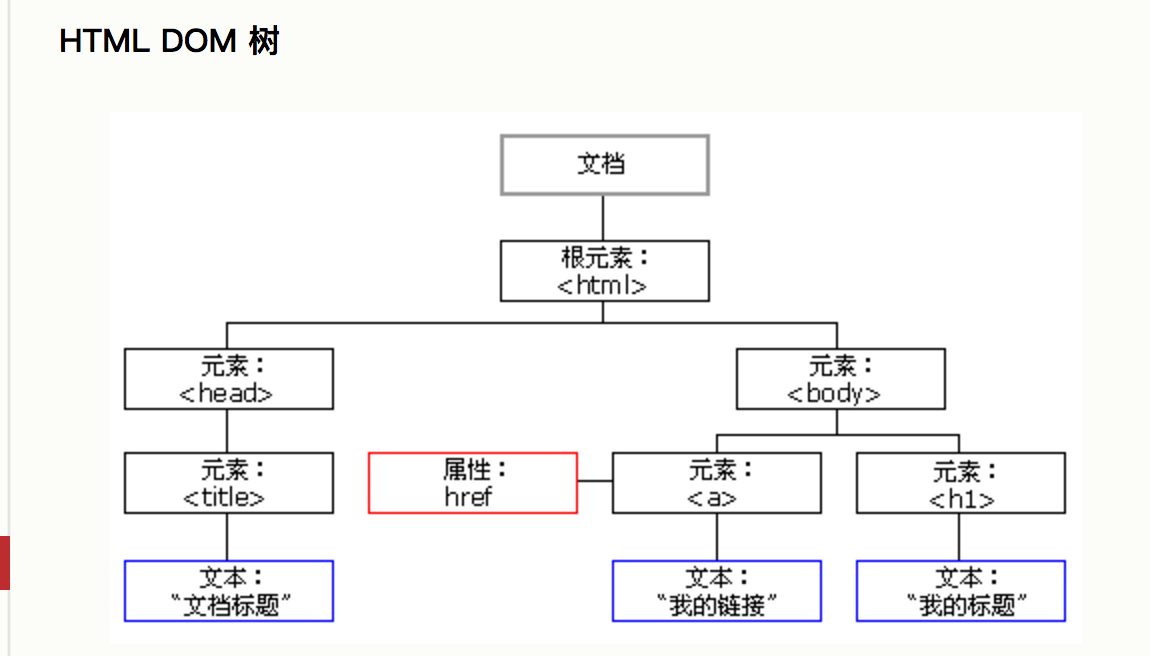 HTML DOM 树
文档
根元素：
<html>
元素：
<head>
元素：
<body>
元素：
<title>
属性：
href
元素：
<a>
元素：
<h1>
文本：
“文档标题”
文本：
“我的链接”
文本：
“我的标题”